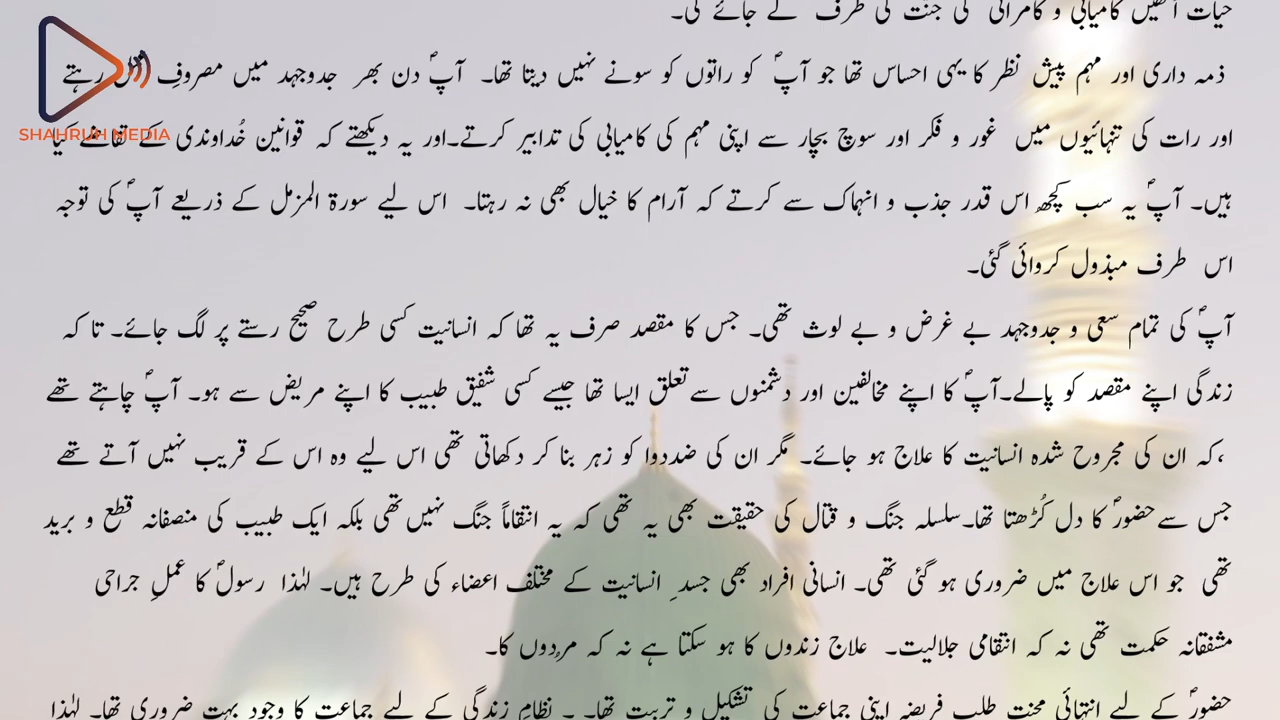 حیات انھیں کامیابی و کامرانی کی جنت کی طرف لے جائے گی۔
ذمہ داری اور مہم پیش نظر کا یہی احساس تھا جو آپؐ کو راتوں کو سونے نہیں دیتا تھا۔ آپؐ دن بھر جدوجہد میں مصروفِ رہتے
SHAHRUH MEDIA
اور رات کی تنہائیوں میں غور و فکر اور سوچ بچار سے اپنی مہم کی کامیابی کی تدابیر کرتے۔اور یہ دیکھتے کہ قوانین خُداوندی کے تقاضے کیا
ہیں۔ آپؐ یہ سب کچھ اس قدر جذب و انہماک سے کرتے کہ آرام کا خیال بھی نہ رہتا۔ اس لیے سورۃ المزمل کے ذریعے آپؐ کی توجہ
اس طرف مبذول کروائی گئی۔
آپؐ کی تمام سعی و جدوجہد بے غرض و بے لوث تھی۔ جس کا مقصد صرف یہ تھا کہ انسانیت کسی طرح صحیح رستے پر لگ جائے۔ تا کہ
زندگی اپنے مقصد کو پالے۔آپؐ کا اپنے مخالفین اور دشمنوں سے تعلق ایسا تھا جیسے کسی شفیق طبیب کا اپنے مریض سے ہو۔ آپؐ چاہتے تھے
،کہ ان کی مجروح شدہ انسانیت کا علاج ہو جائے۔ مگر ان کی ضددوا کو زہر بنا کر دکھاتی تھی اس لیے وہ اس کے قریب نہیں آتے تھے
جس سے حضورؐ کا دل کُڑھتا تھا۔سلسلہ جنگ و قتال کی حقیقت بھی یہ تھی کہ یہ انتقاماً جنگ نہیں تھی بلکہ ایک طبیب کی منصفانہ قطع و برید
تھی جو اس علاج میں ضروری ہو گئی تھی۔ انسانی افراد بھی جسدِ انسانیت کے مختلف اعضاء کی طرح ہیں۔ لہٰذا رسولؐ کا عملِ جراحی
مشفقانہ حکمت تھی نہ کہ انتقامی جلالیت۔ علاج زندوں کا ہو سکتا ہے نہ کہ مرُدوں کا۔
حضورؐ کے لیے انتہائی محنت طلب فریضہ اپنی جماعت کی تشکیل و تربیت تھا۔ ۔ نظامِ زندگی کے لیے جماعت کا وجود بہت ضروری تھا۔ لہٰذا